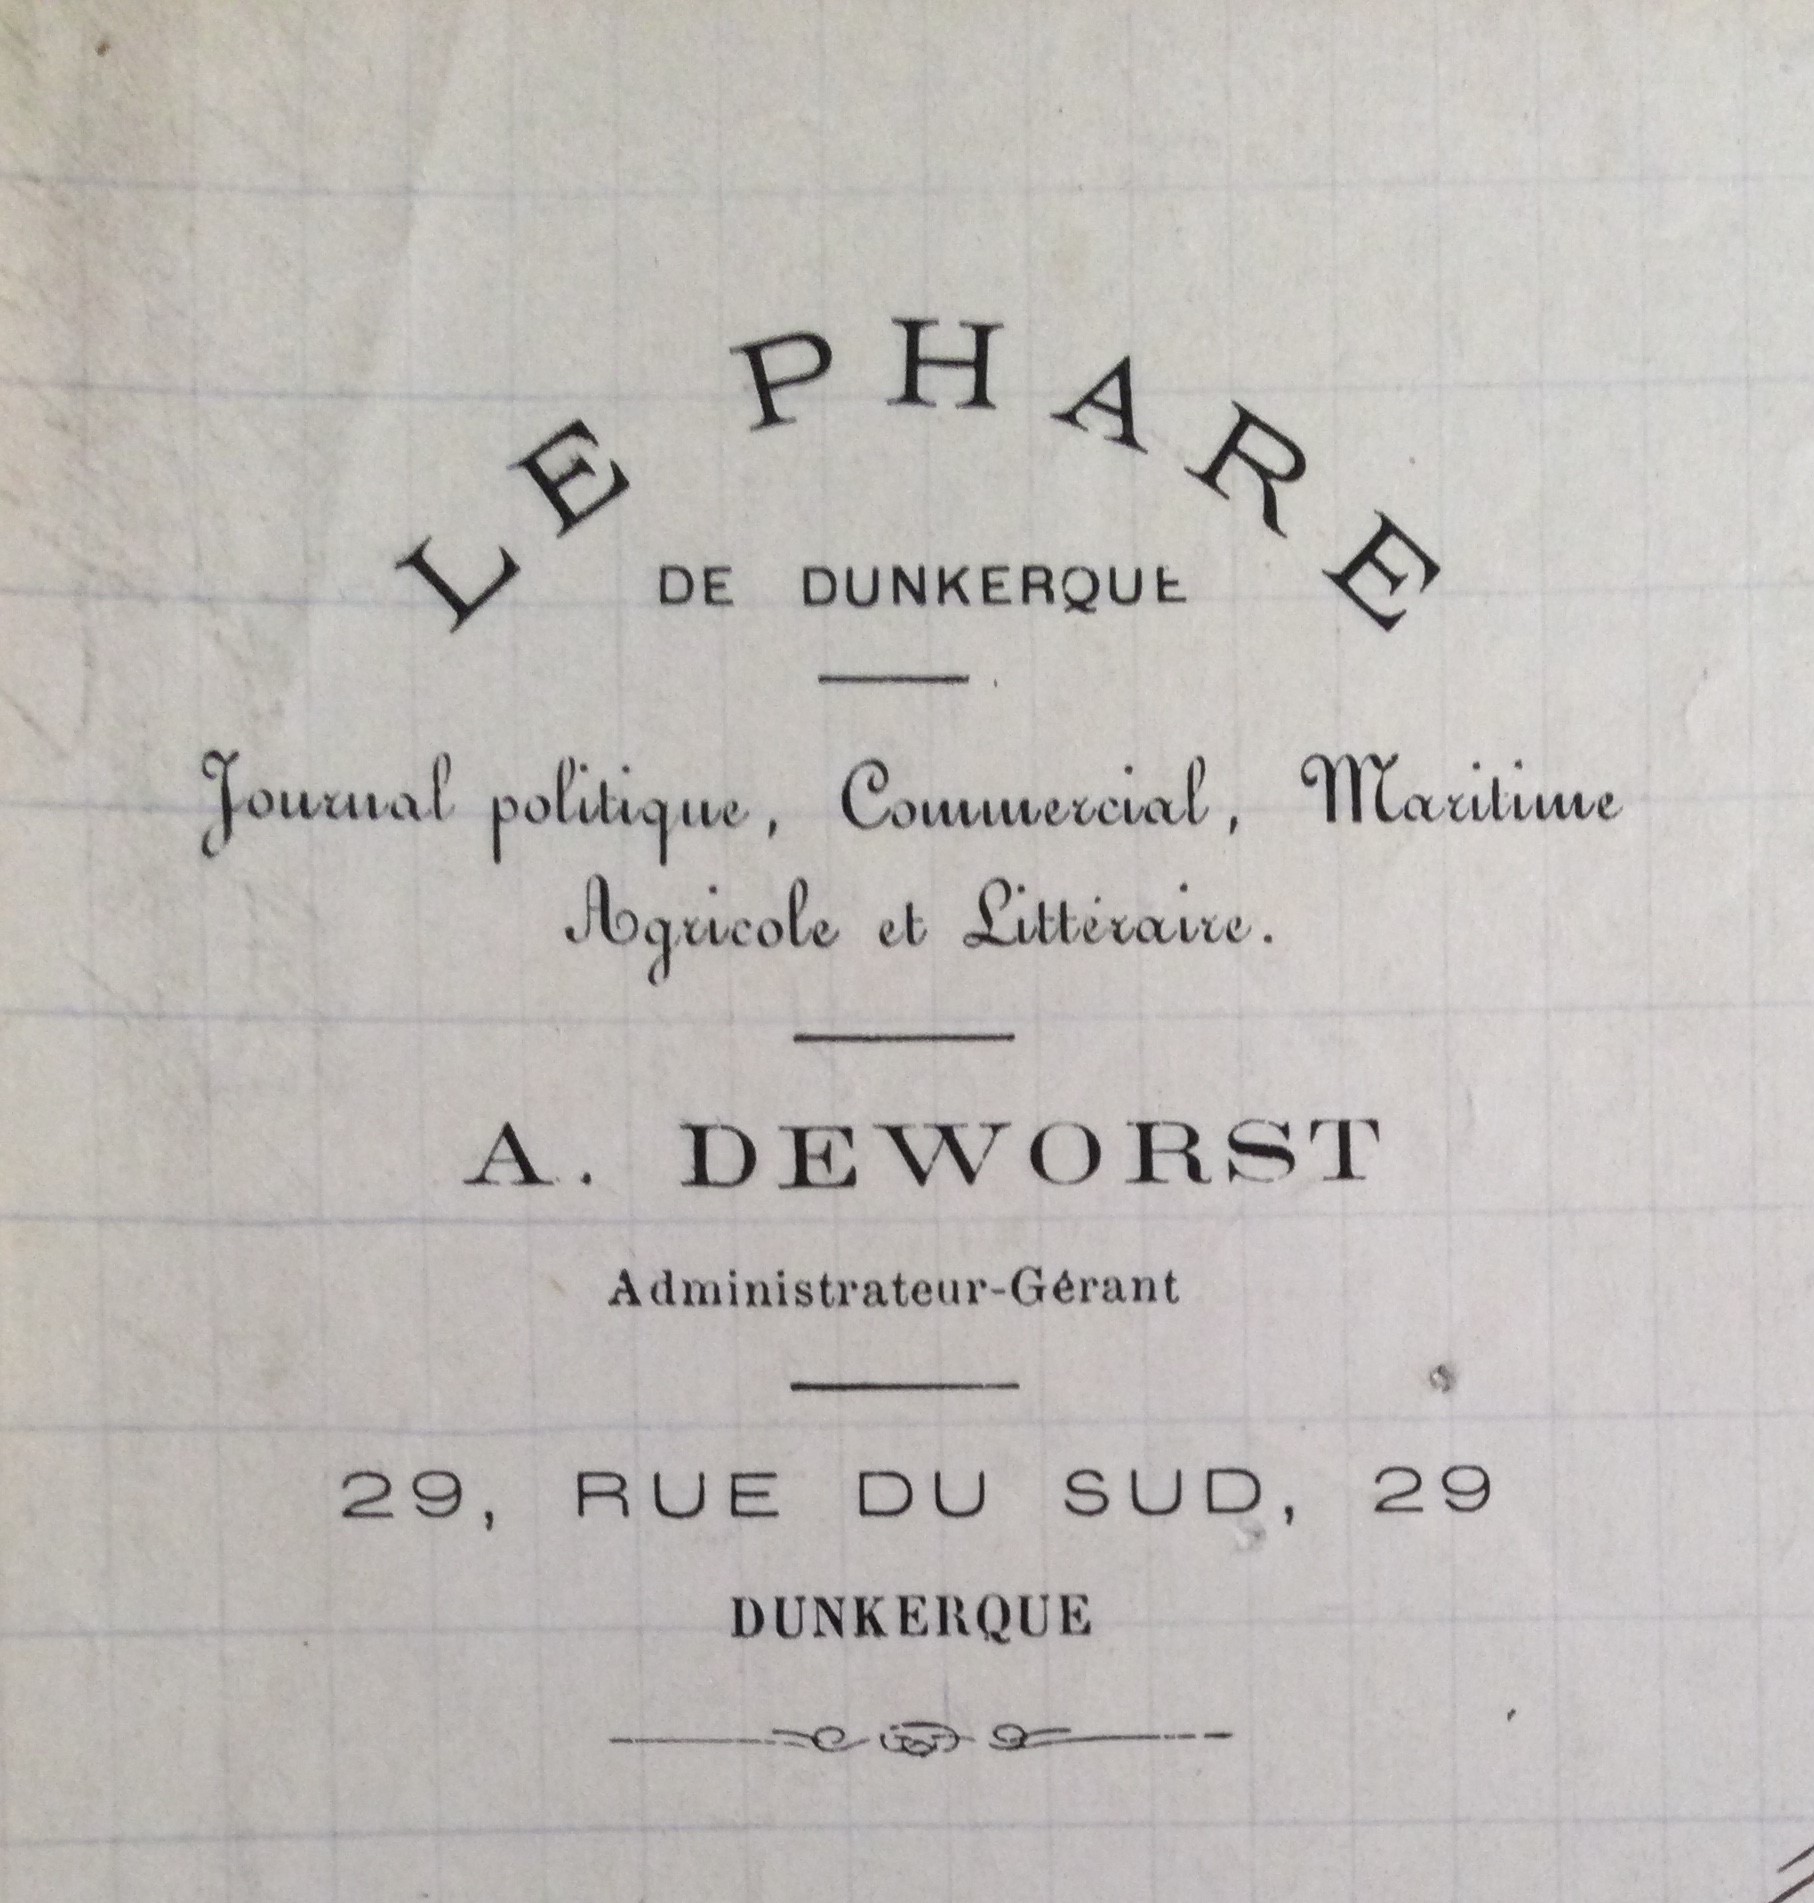 LE PHARE
DE DUNKERQUE
Journal politique, Commercial, Maritime
Agricole et Littéraire.
A. DEWORST
Administrateur-Gérant
29, RUE DU SUD, 29
DUNKERQUE